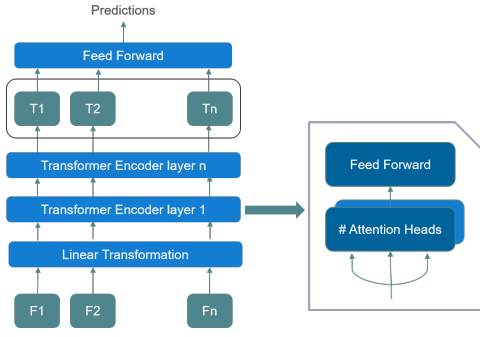 Predictions
Feed Forward
T1 T2 Tn
Transformer Encoder layer n
Transformer Encoder layer 1
Linear Transformation
F1 F2 Fn
Feed Forward
# Attention Heads